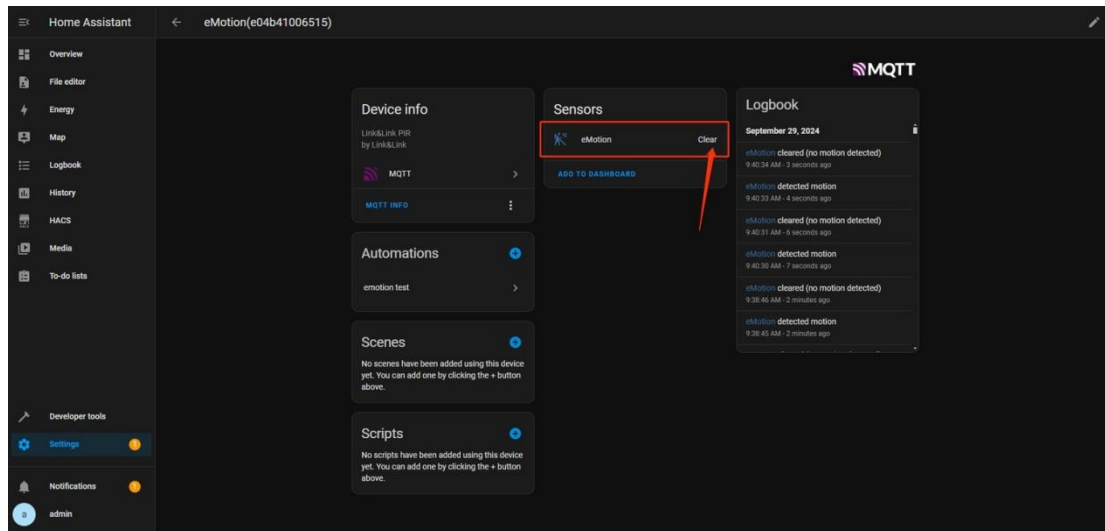 Home Assistant
eMotion(e04b41006515)
Overview
File editor
Energy
Map
Logbook
History
HACS
Media
To-do lists
Developer tools
Settings
1
Notifications
1
a
admin
MQTT
Device info
Link&Link PIR
by Link&Link
MQTT
MQTT INFO
Automations
emotion test
Scenes
No scenes have been added using this device
yet. You can add one by clicking the + button
above.
Scripts
No scripts have been added using this device
yet. You can add one by clicking the + button
above.
Sensors
eMotion Clear
ADD TO DASHBOARD
Logbook
September 29, 2024
eMotion cleared (no motion detected)
9:40:34 AM - 3 seconds ago
eMotion detected motion
9:40:33 AM - 4 seconds ago
eMotion cleared (no motion detected)
9:40:31 AM - 6 seconds ago
eMotion detected motion
9:40:30 AM - 7 seconds ago
eMotion cleared (no motion detected)
9:38:46 AM - 2 minutes ago
eMotion detected motion
9:38:45 AM - 2 minutes ago